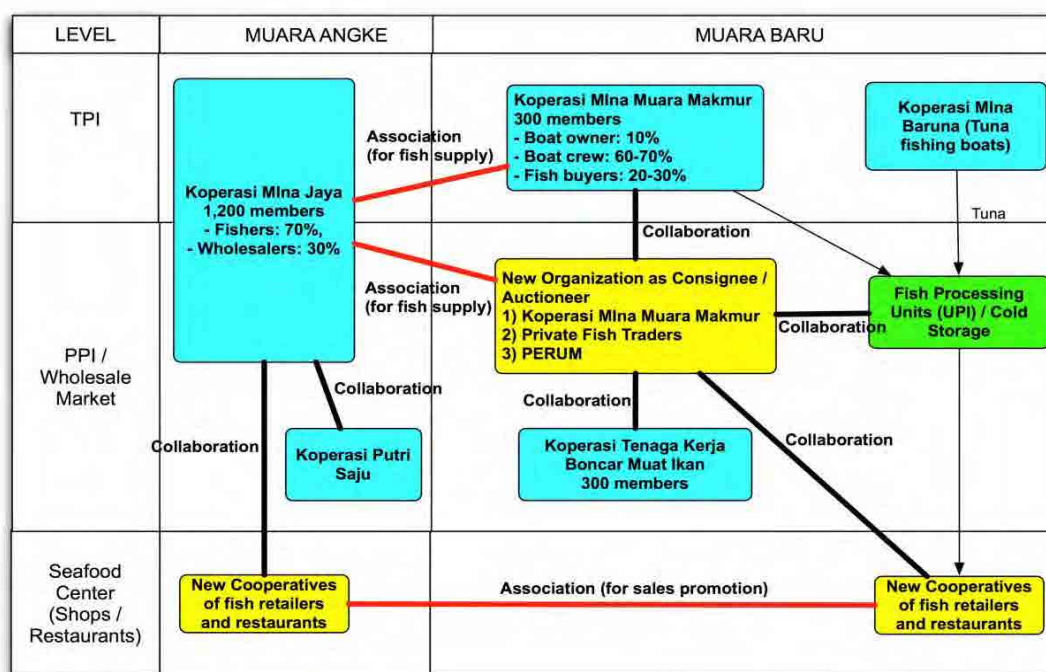 LEVEL
MUARA ANGKE
MUARA BARU
TPI
Koperasi MIna Jaya
1,200 members
- Fishers: 70%,
- Wholesalers: 30%
Association
(for fish supply)
Koperasi MIna Muara Makmur
300 members
- Boat owner: 10%
- Boat crew: 60-70%
- Fish buyers: 20-30%
Koperasi MIna
Baruna (Tuna
fishing boats)
Tuna
Collaboration
Association
(for fish supply)
New Organization as Consignee /
Auctioneer
1) Koperasi MIna Muara Makmur
2) Private Fish Traders
3) PERUM
Collaboration
Fish Processing
Units (UPI) / Cold
Storage
PPI /
Wholesale
Market
Collaboration
Collaboration
Koperasi Putri
Saju
Collaboration
Koperasi Tenaga Kerja
Boncar Muat Ikan
300 members
Collaboration
Seafood
Center
(Shops /
Restaurants)
New Cooperatives
of fish retailers
and restaurants
Association (for sales promotion)
New Cooperatives
of fish retailers
and restaurants